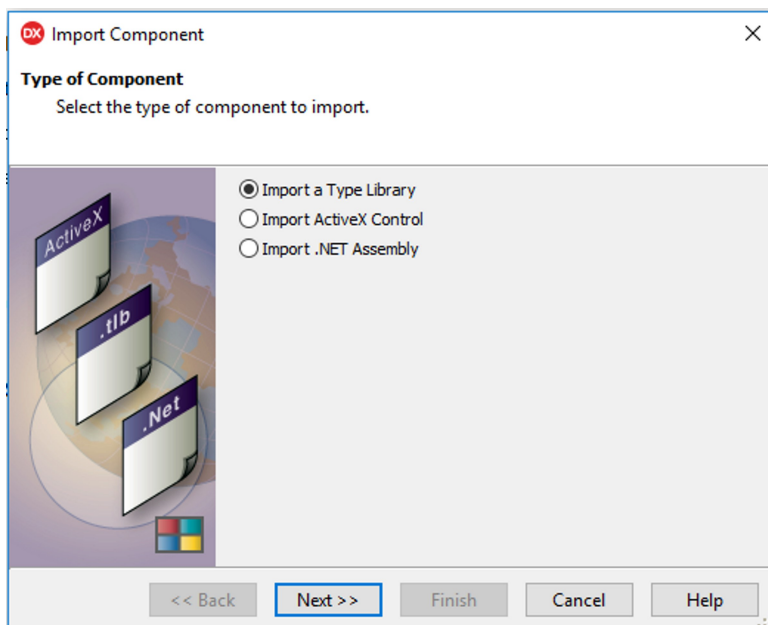 DX Import Component
Type of Component
Select the type of component to import.
Import a Type Library
Import ActiveX Control
Import .NET Assembly
ActiveX
.tlb
.Net
<< Back Next >> Finish Cancel Help